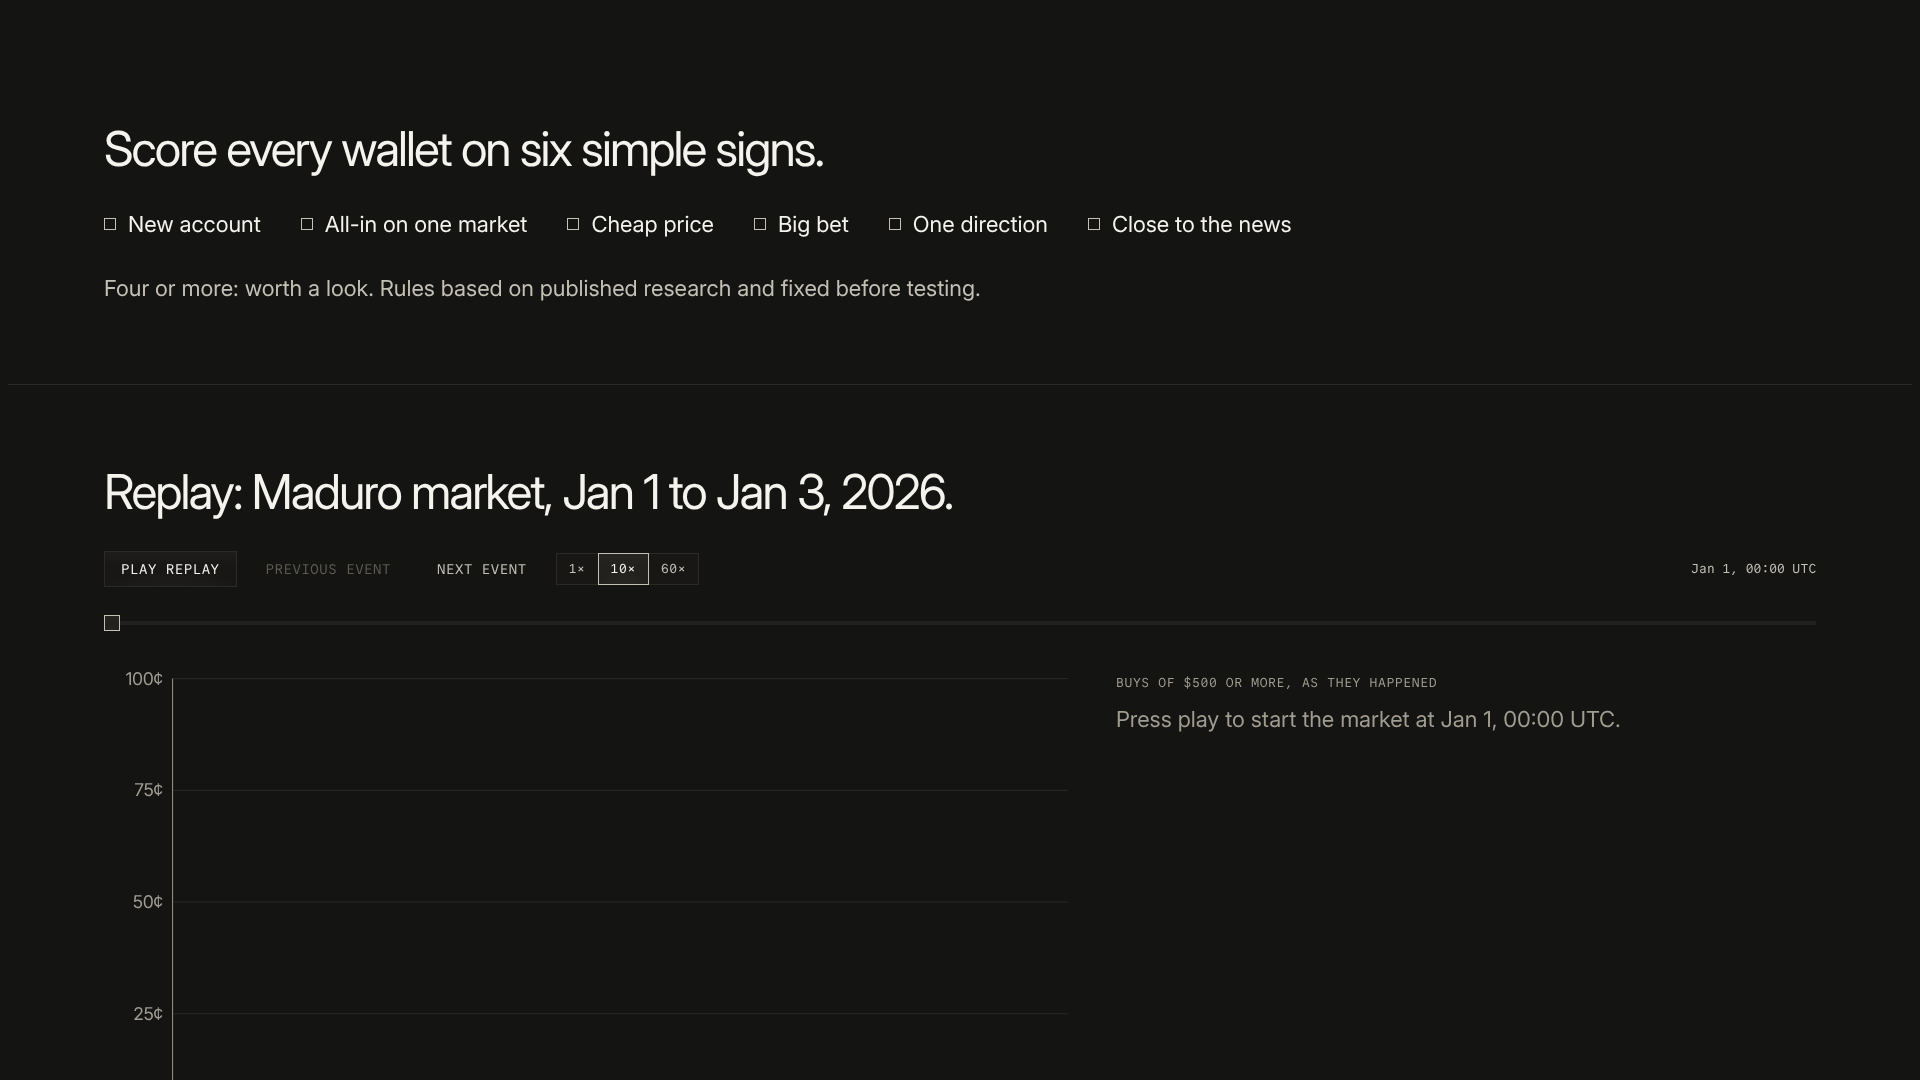 Score every wallet on six simple signs.
New account All-in on one market Cheap price Big bet One direction Close to the news
Four or more: worth a look. Rules based on published research and fixed before testing.
Replay: Maduro market, Jan 1 to Jan 3, 2026.
PLAY REPLAY PREVIOUS EVENT NEXT EVENT 1× 10× 60× Jan 1, 00:00 UTC
BUYS OF $500 OR MORE, AS THEY HAPPENED
Press play to start the market at Jan 1, 00:00 UTC.
100¢
75¢
50¢
25¢